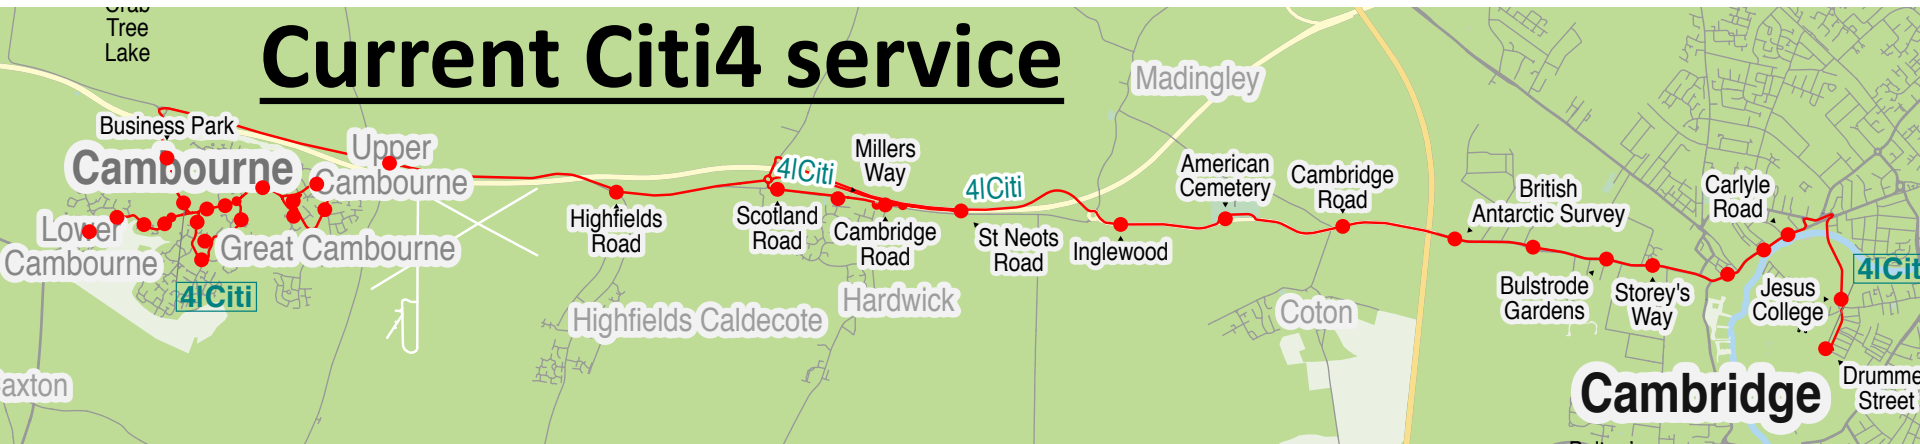 Crab
Tree
Lake
Current Citi4 service
Madingley
Business Park
Cambourne
Upper
Cambourne
Lower
Cambourne
Great Cambourne
4|Citi
axton
Highfields
Road
Highfields Caldecote
4|Citi
Scotland
Road
Millers
Way
Cambridge
Road
Hardwick
4|Citi
St Neots
Road
Inglewood
American
Cemetery
Cambridge
Road
Coton
British
Antarctic Survey
Bulstrode
Gardens
Storey's
Way
Carlyle
Road
Jesus
College
4|Citi
Drumme
Street
Cambridge